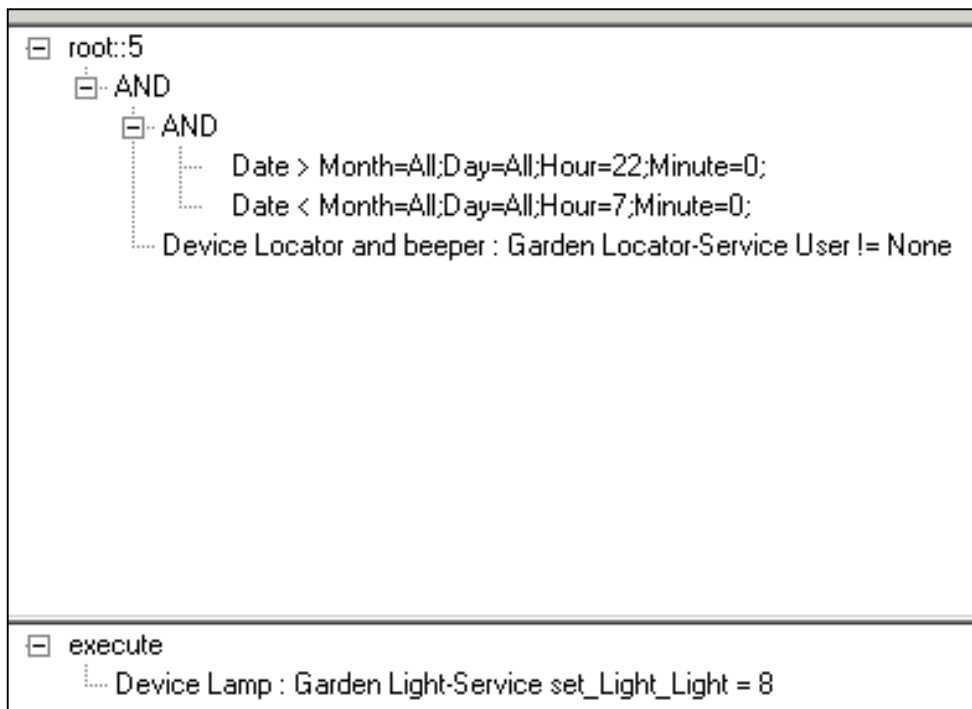 root::5
AND
AND
Date > Month=All;Day=All;Hour=22;Minute=0;
Date < Month=All;Day=All;Hour=7;Minute=0;
Device Locator and beeper : Garden Locator-Service User != None
execute
Device Lamp : Garden Light-Service set_Light_Light = 8